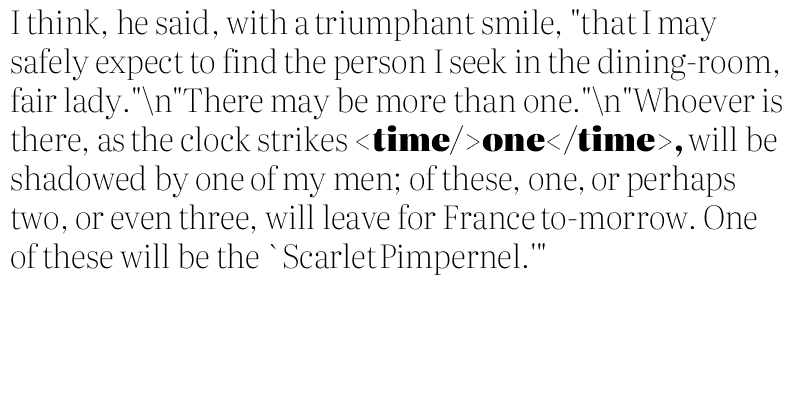 I think, he said, with a triumphant smile, "that I may
safely expect to find the person I seek in the dining-room,
fair lady."\n"There may be more than one."\n"Whoever is
there, as the clock strikes <time/>one</time>, will be
shadowed by one of my men; of these, one, or perhaps
two, or even three, will leave for France to-morrow. One
of these will be the `Scarlet Pimpernel.'"